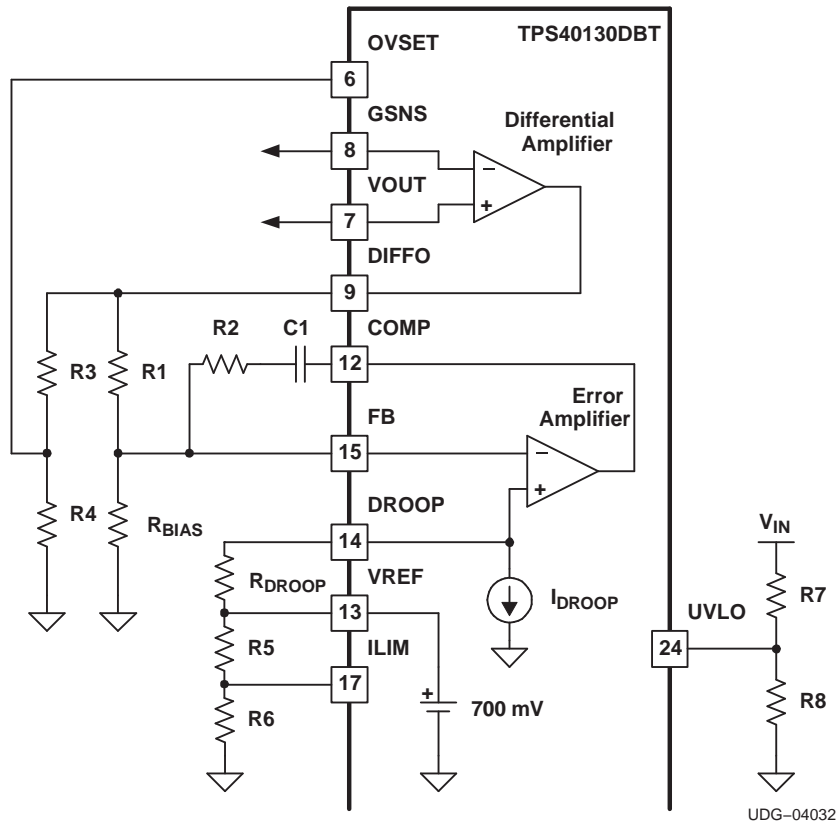 OVSET
TPS40130DBT
6
GSNS
Differential
Amplifier
8
−
VOUT
+
7
DIFFO
9
R2
C1
COMP
12
R3
R1
Error
Amplifier
FB
15
−
R4
RBIAS
DROOP
+
14
VIN
RDROOP
VREF
IDROOP
R7
13
UVLO
R5
ILIM
24
17
+
700 mV
R8
R6
UDG−04032